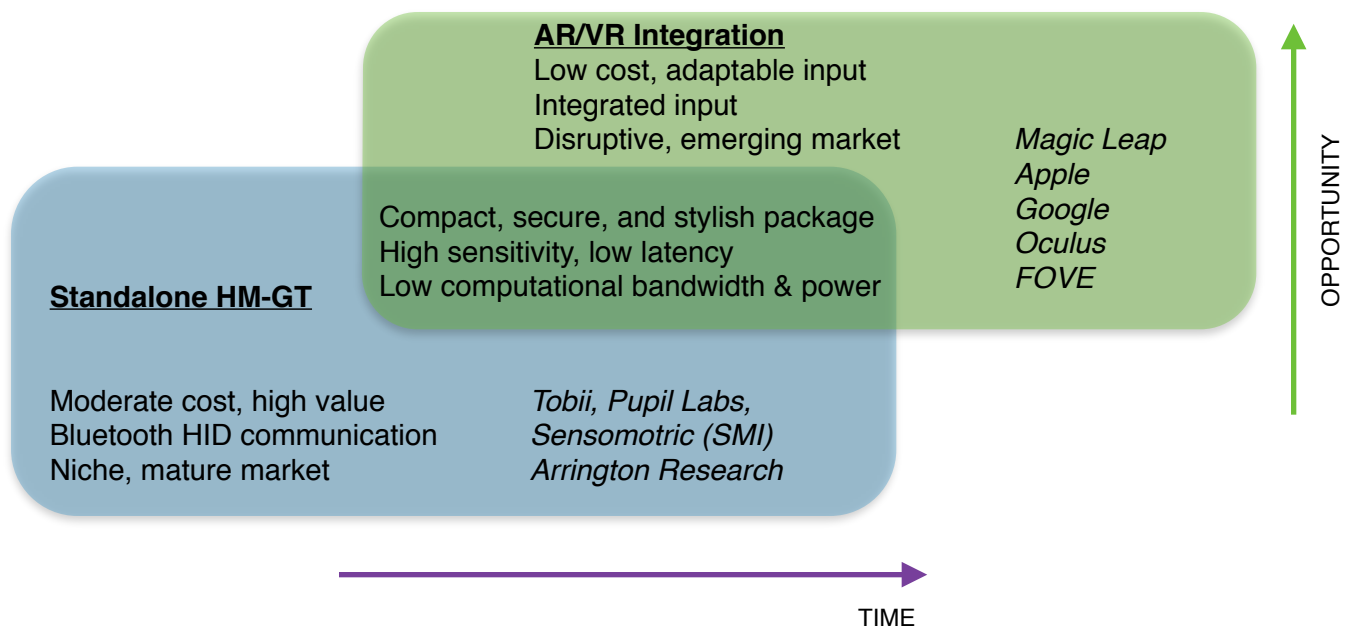 AR/VR Integration
Low cost, adaptable input
Integrated input
Disruptive, emerging market
Magic Leap
Apple
Google
Oculus
FOVE
Compact, secure, and stylish package
High sensitivity, low latency
Low computational bandwidth & power
Standalone HM-GT
Moderate cost, high value
Bluetooth HID communication
Niche, mature market
Tobii, Pupil Labs,
Sensomotric (SMI)
Arrington Research
OPPORTUNITY
TIME